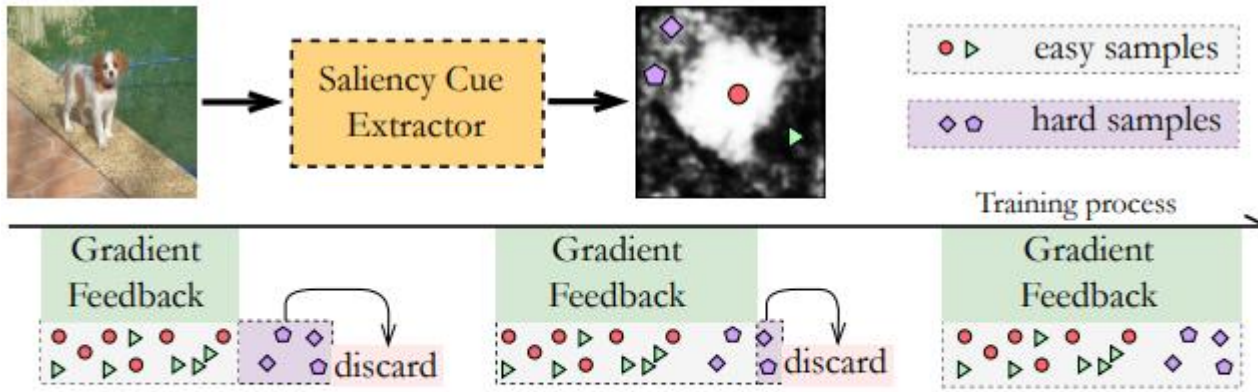 Saliency Cue
Extractor
easy samples
hard samples
Training process
Gradient
Feedback
discard
Gradient
Feedback
discard
Gradient
Feedback